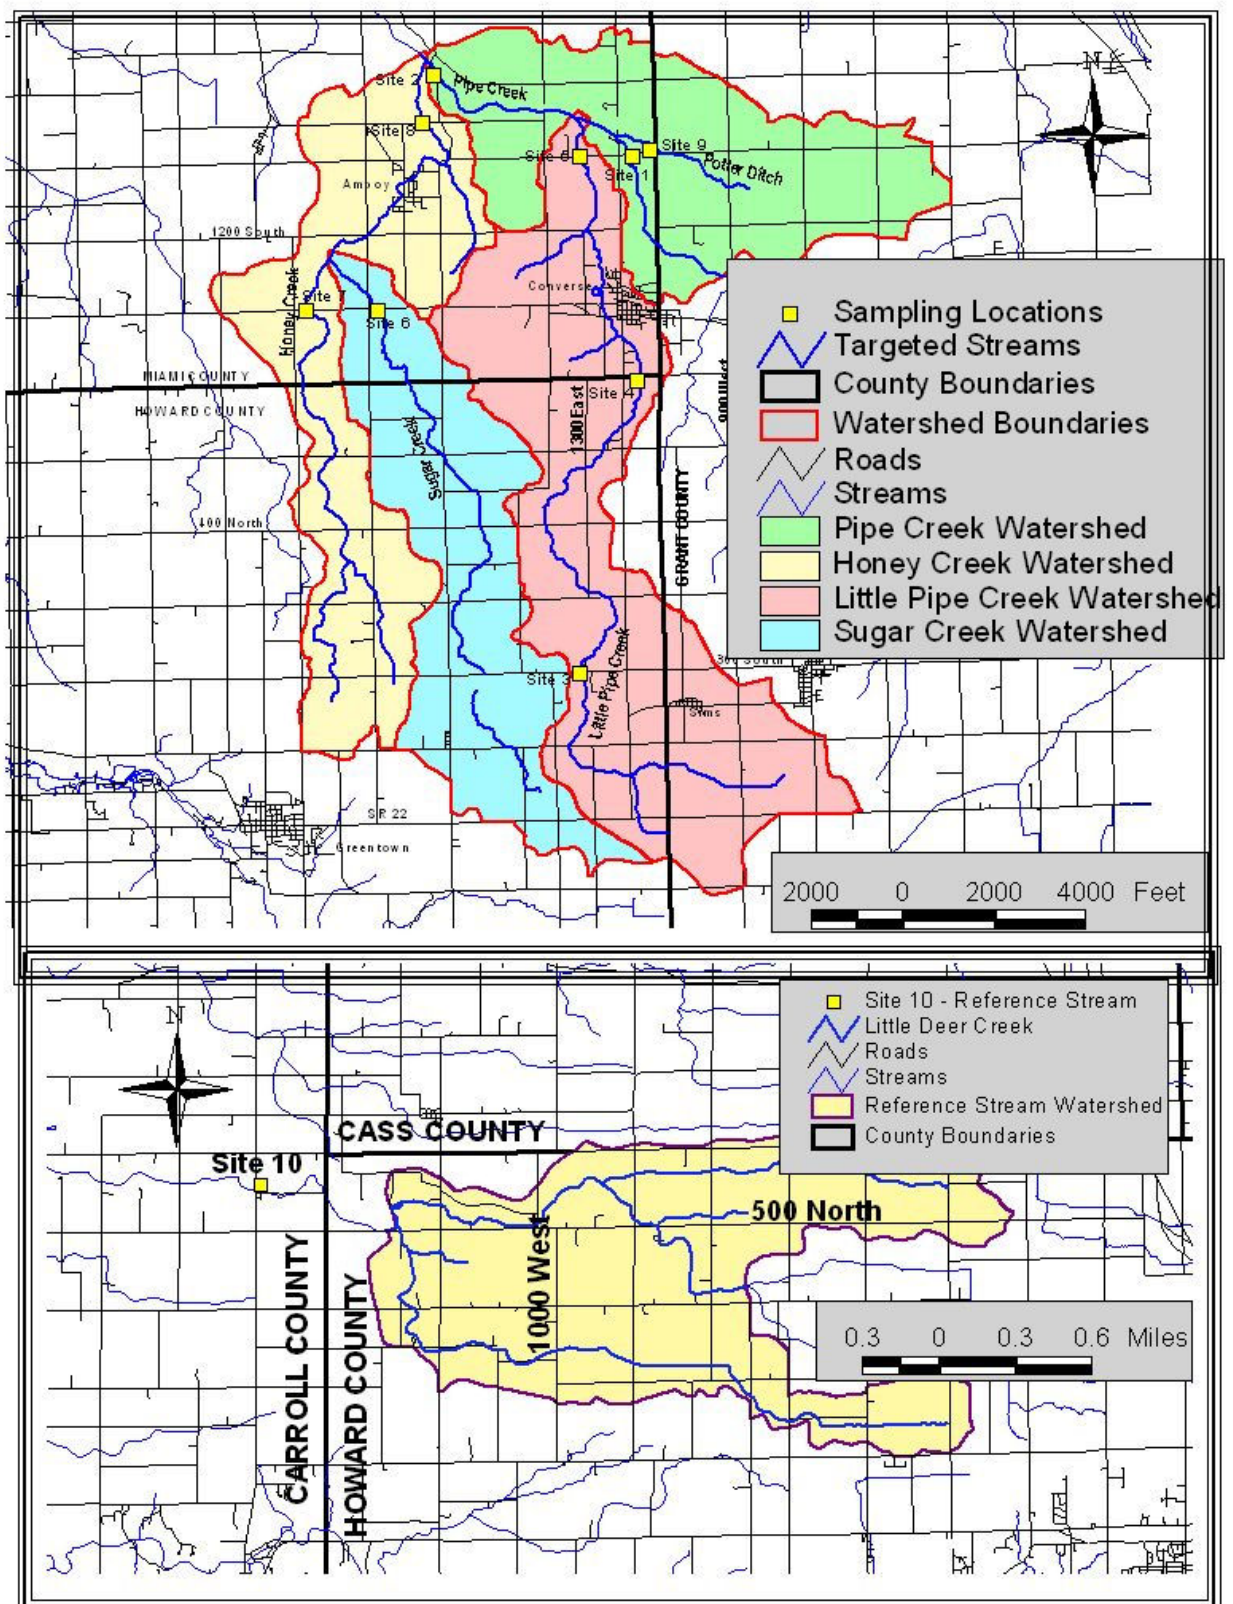 N
Site 2
Pipe Creek
Site 8
Site 9
Site 1
Potter Ditch
Amboy
1200 South
Converse
Honey Creek
Site 7
Site 6
MIAMI COUNTY
HOWARD COUNTY
Site 4
1300 East
900 West
Sugar Creek
400 North
GRANT COUNTY
Site 3
Little Pipe Creek
300 South
Sims
SR 22
Greentown
Sampling Locations
Targeted Streams
County Boundaries
Watershed Boundaries
Roads
Streams
Pipe Creek Watershed
Honey Creek Watershed
Little Pipe Creek Watershed
Sugar Creek Watershed
2000 0 2000 4000 Feet
N
Site 10 - Reference Stream
Little Deer Creek
Roads
Streams
Reference Stream Watershed
County Boundaries
CASS COUNTY
Site 10
500 North
1000 West
CARROLL COUNTY
HOWARD COUNTY
0.3 0 0.3 0.6 Miles